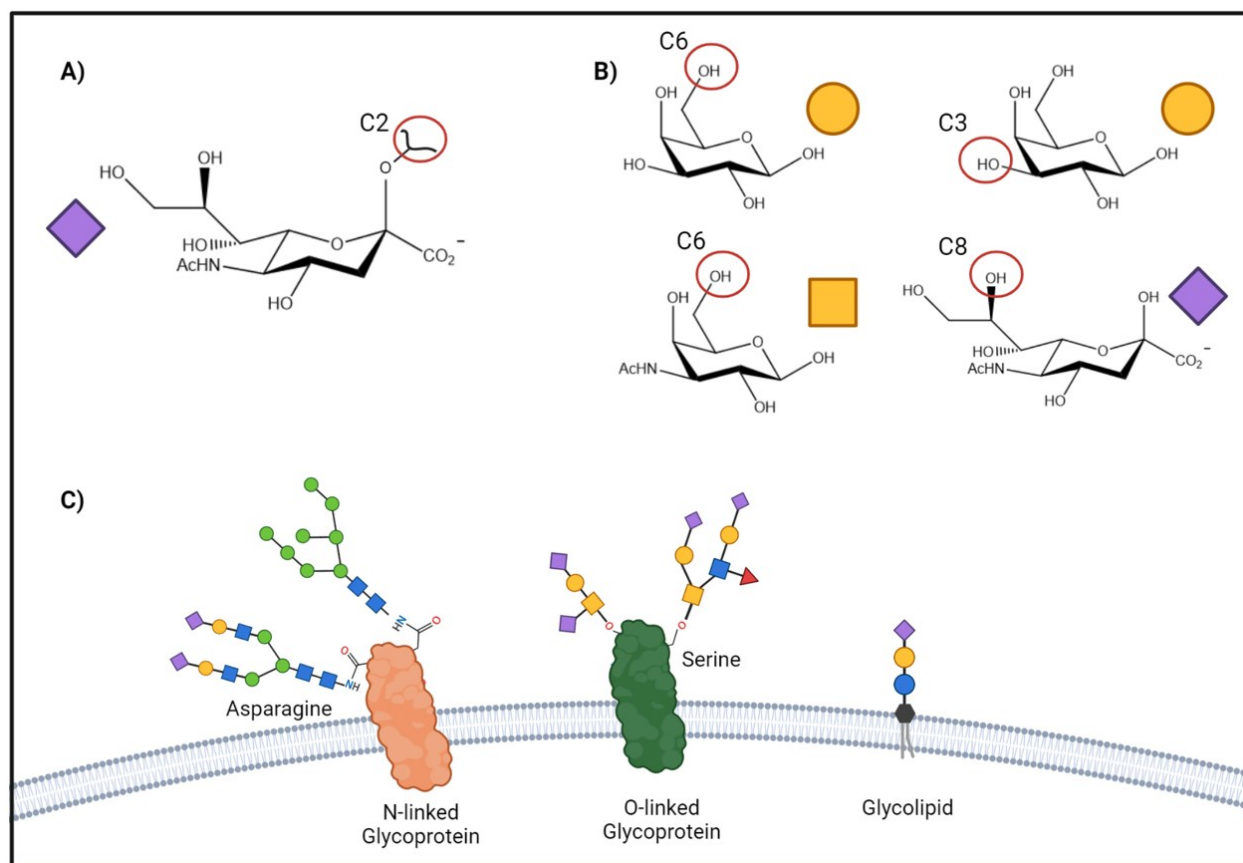 A)
C2
OH
HO
O
HO
O
CO2−
AcHN
HO
B)
C6
OH
OH
O
HO
OH
OH
C3
OH
OH
O
HO
OH
OH
C6
OH
OH
O
AcHN
OH
OH
C8
OH
HO
OH
HO
O
CO2−
AcHN
HO
C)
O
HN
O
NH
Asparagine
O
O
Serine
N-linked
Glycoprotein
O-linked
Glycoprotein
Glycolipid